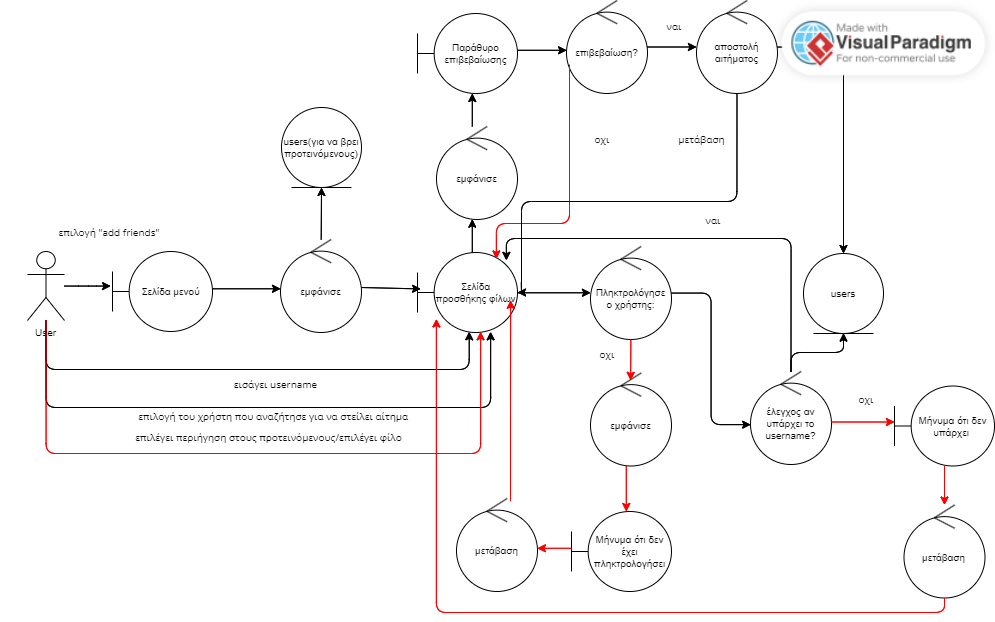 Made with
Visual Paradigm
For non-commercial use
Παράθυρο
επιβεβαίωσης
επιβεβαίωση?
ναι
αποστολή
αιτήματος
users(για να βρει
προτεινόμενους)
οχι
μετάβαση
εμφάνισε
ναι
επιλογή "add friends"
User
Σελίδα μενού
εμφάνισε
Σελίδα
προσθήκης φίλων
Πληκτρολόγησε
ο χρήστης;
users
οχι
εισάγει username
επιλογή του χρήστη που αναζήτησε για να στείλει αίτημα
επιλέγει περιήγηση στους προτεινόμενους/επιλέγει φίλο
εμφάνισε
έλεγχος αν
υπάρχει το
username?
οχι
Μήνυμα ότι δεν
υπάρχει
μετάβαση
Μήνυμα ότι δεν
έχει
πληκτρολογήσει
μετάβαση